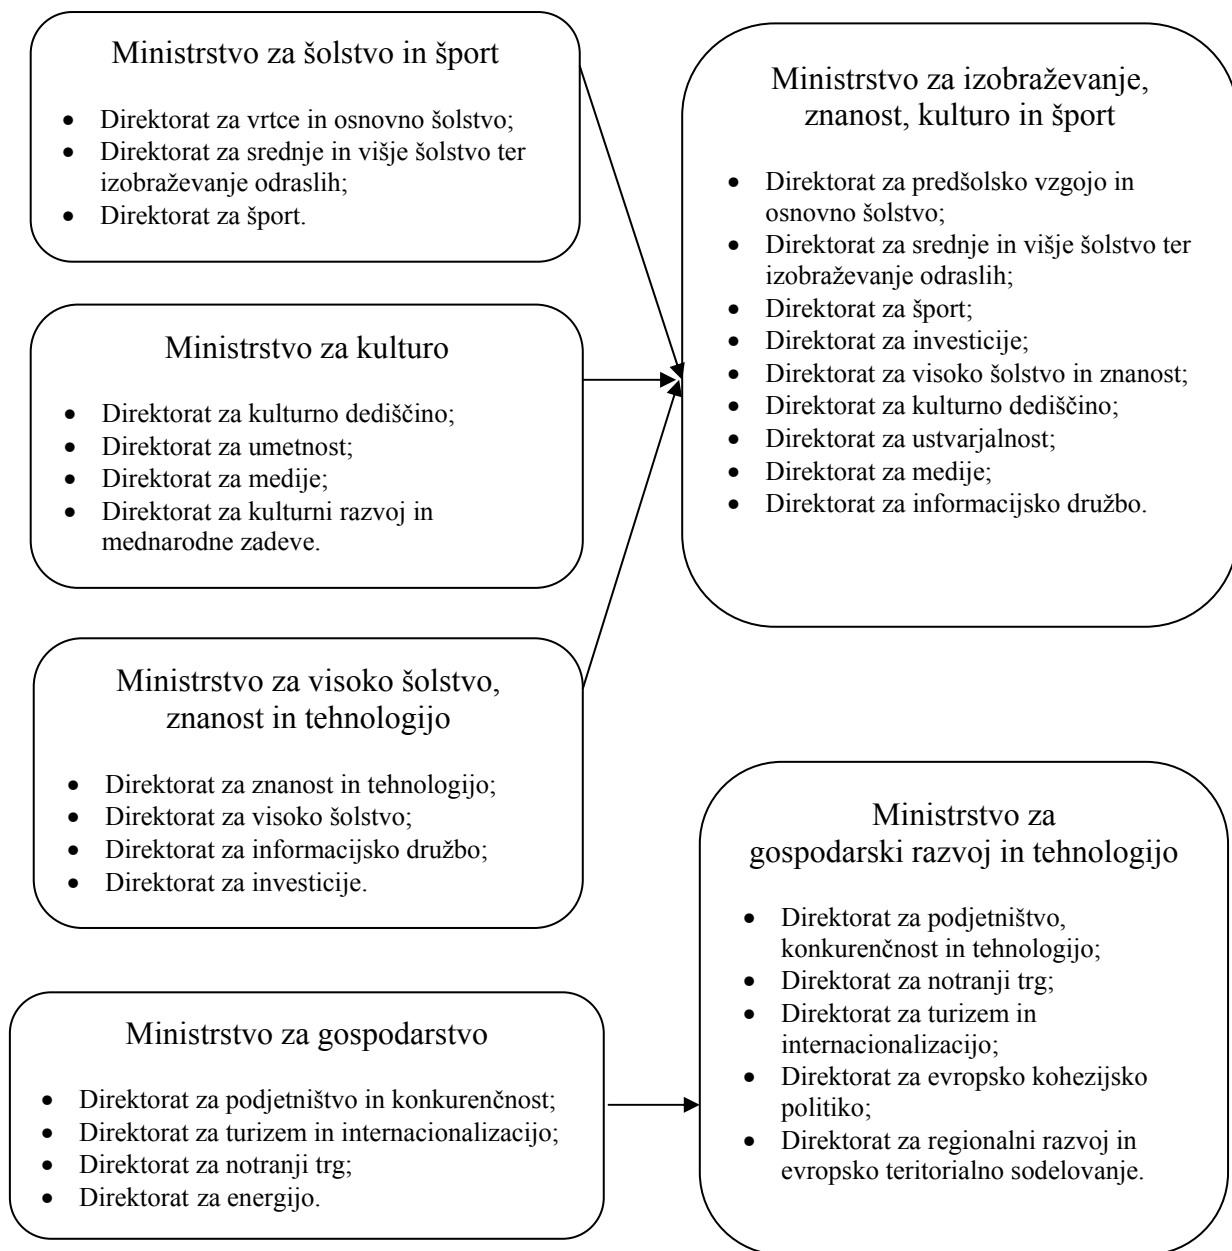 Ministrstvo za šolstvo in šport
• Direktorat za vrtce in osnovno šolstvo;
• Direktorat za srednje in višje šolstvo ter
izobraževanje odraslih;
• Direktorat za šport.
Ministrstvo za kulturo
• Direktorat za kulturno dediščino;
• Direktorat za umetnost;
• Direktorat za medije;
• Direktorat za kulturni razvoj in
mednarodne zadeve.
Ministrstvo za visoko šolstvo,
znanost in tehnologijo
• Direktorat za znanost in tehnologijo;
• Direktorat za visoko šolstvo;
• Direktorat za informacijsko družbo;
• Direktorat za investicije.
Ministrstvo za gospodarstvo
• Direktorat za podjetništvo in konkurenčnost;
• Direktorat za turizem in internacionalizacijo;
• Direktorat za notranji trg;
• Direktorat za energijo.
Ministrstvo za izobraževanje,
znanost, kulturo in šport
• Direktorat za predšolsko vzgojo in
osnovno šolstvo;
• Direktorat za srednje in višje šolstvo ter
izobraževanje odraslih;
• Direktorat za šport;
• Direktorat za investicije;
• Direktorat za visoko šolstvo in znanost;
• Direktorat za kulturno dediščino;
• Direktorat za ustvarjalnost;
• Direktorat za medije;
• Direktorat za informacijsko družbo.
Ministrstvo za
gospodarski razvoj in tehnologijo
• Direktorat za podjetništvo,
konkurenčnost in tehnologijo;
• Direktorat za notranji trg;
• Direktorat za turizem in
internacionalizacijo;
• Direktorat za evropsko kohezijsko
politiko;
• Direktorat za regionalni razvoj in
evropsko teritorialno sodelovanje.